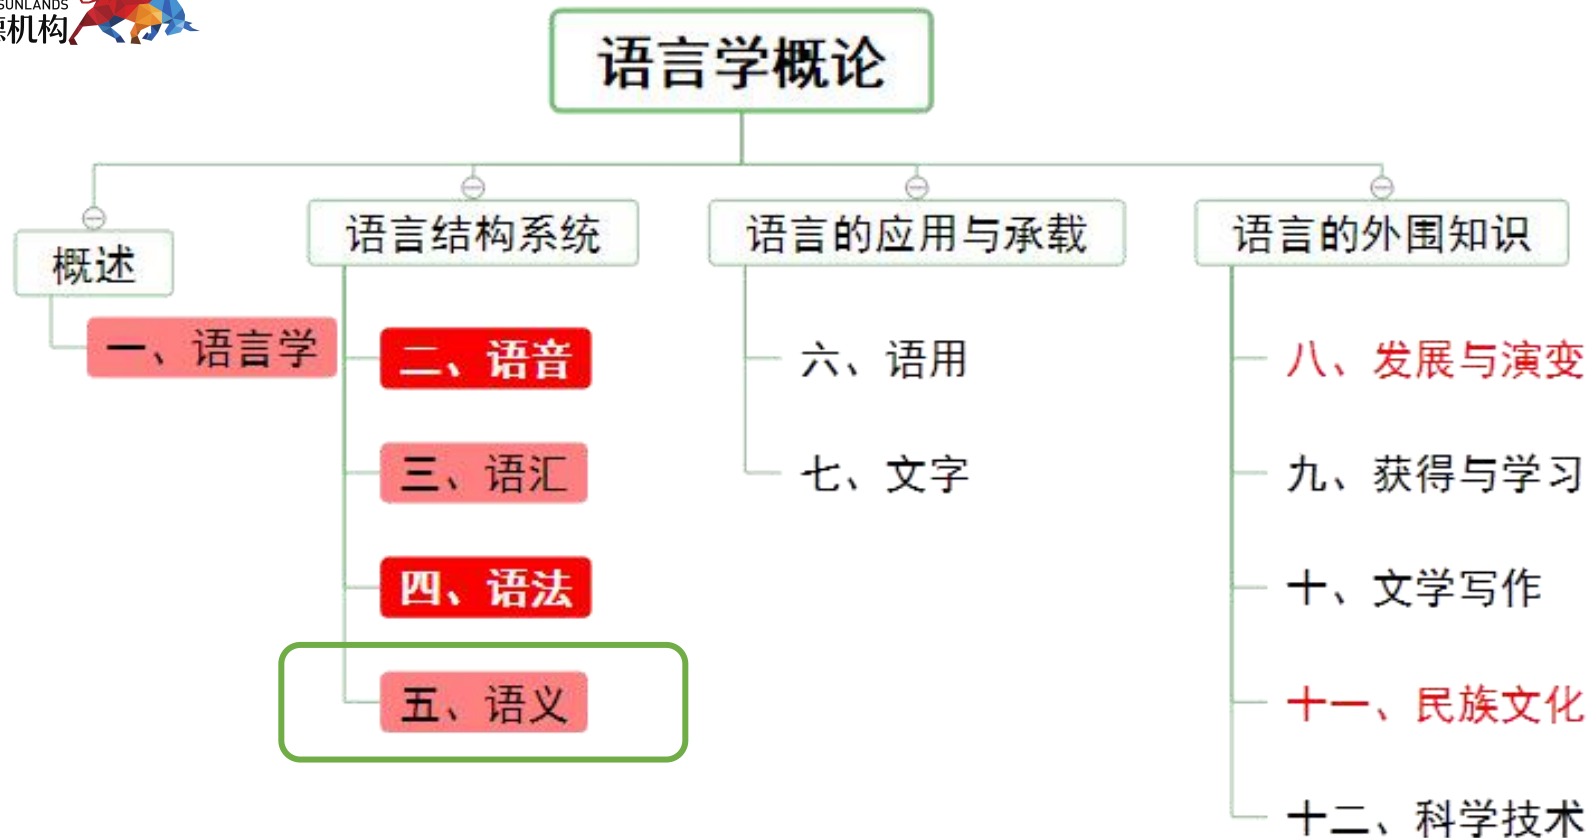 SUNLANDS
机构
语言学概论
概述
一、语言学
语言结构系统
二、语音
三、语汇
四、语法
五、语义
语言的应用与承载
六、语用
七、文字
语言的外围知识
八、发展与演变
九、获得与学习
十、文学写作
十一、民族文化
十二、科学技术